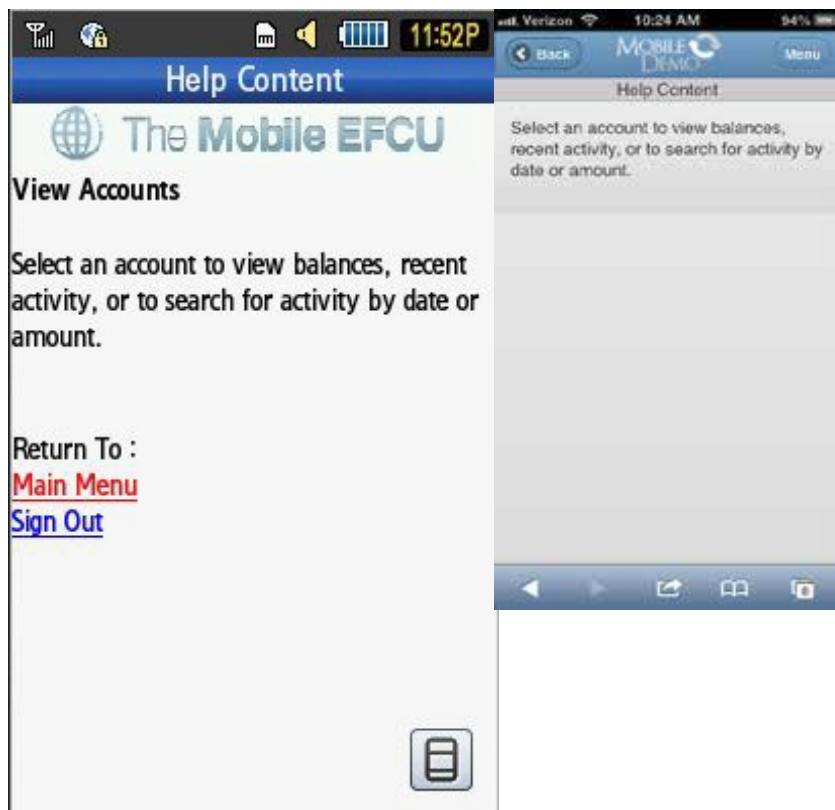 11:52P
Help Content
The Mobile EFCU
View Accounts
Select an account to view balances, recent
activity, or to search for activity by date or
amount.
Return To :
Main Menu
Sign Out
Verizon 10:24 AM 94%
Back MOBILE DEMO Menu
Help Content
Select an account to view balances,
recent activity, or to search for activity by
date or amount.